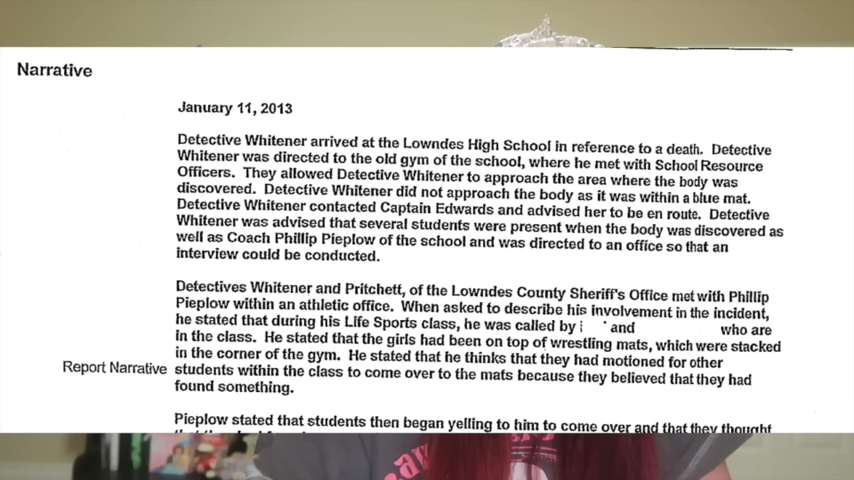 Narrative
January 11, 2013
Detective Whitener arrived at the Lowndes High School in reference to a death. Detective
Whitener was directed to the old gym of the school, where he met with School Resource
Officers. They allowed Detective Whitener to approach the area where the body was
discovered. Detective Whitener did not approach the body as it was within a blue mat.
Detective Whitener contacted Captain Edwards and advised her to be en route. Detective
Whitener was advised that several students were present when the body was discovered as
well as Coach Phillip Pieplow of the school and was directed to an office so that an
interview could be conducted.
Detectives Whitener and Pritchett, of the Lowndes County Sheriff's Office met with Phillip
Pieplow within an athletic office. When asked to describe his involvement in the incident,
he stated that during his Life Sports class, he was called by and who are
in the class. He stated that the girls had been on top of wrestling mats, which were stacked
in the corner of the gym. He stated that he thinks that they had motioned for other
Report Narrative students within the class to come over to the mats because they believed that they had
found something.
Pieplow stated that students then began yelling to him to come over and that they thought